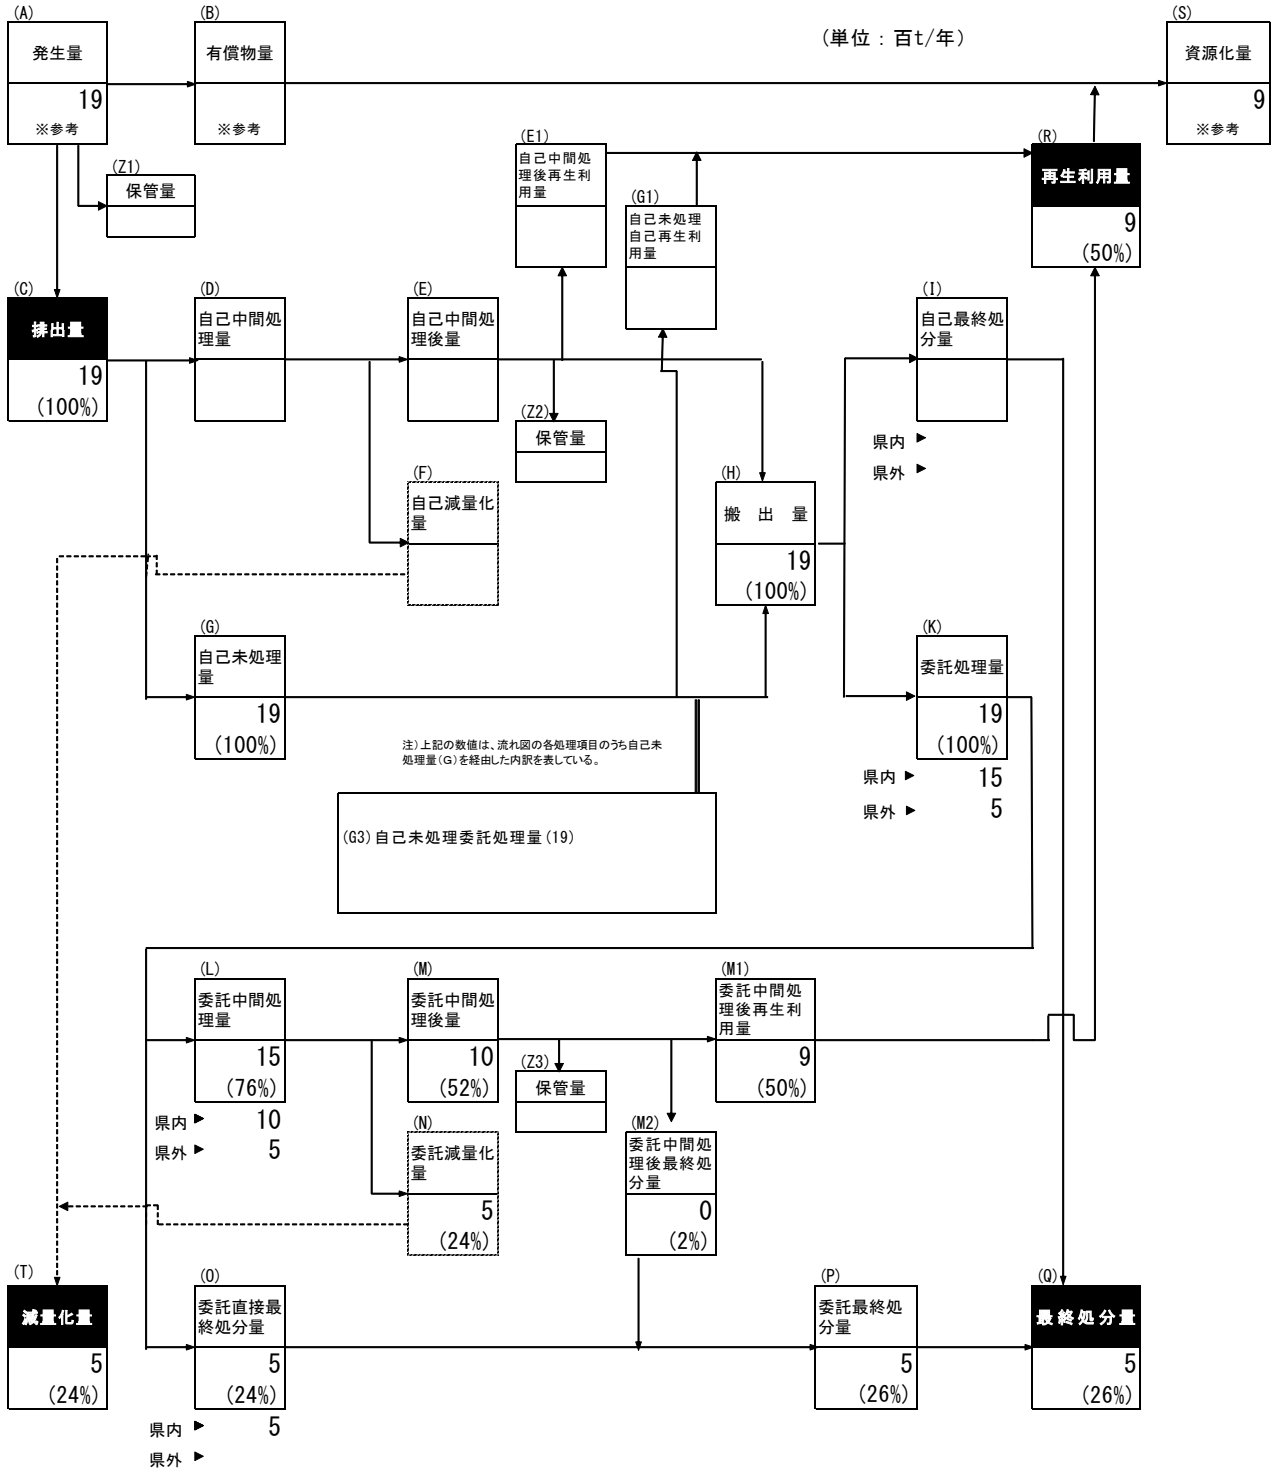 (A)
発生量
19
※参考
(B)
有償物量
※参考
(単位：百t/年)
(S)
資源化量
9
※参考
(Z1)
保管量
(E1)
自己中間処
理後再生利
用量
(G1)
自己未処理
自己再生利
用量
(R)
再生利用量
9
(50%)
(C)
排出量
19
(100%)
(D)
自己中間処
理量
(E)
自己中間処
理後量
(Z2)
保管量
(F)
自己減量化
量
(H)
搬 出 量
19
(100%)
(I)
自己最終処
分量
県内 ▶
県外 ▶
(G)
自己未処理
量
19
(100%)
(K)
委託処理量
19
(100%)
県内 ▶ 15
県外 ▶ 5
注)上記の数値は、流れ図の各処理項目のうち自己未
処理量(G)を経由した内訳を表している。
(G3)自己未処理委託処理量(19)
(L)
委託中間処
理量
15
(76%)
県内 ▶ 10
県外 ▶ 5
(M)
委託中間処
理後量
10
(52%)
(Z3)
保管量
(M1)
委託中間処
理後再生利
用量
9
(50%)
(N)
委託減量化
量
5
(24%)
(M2)
委託中間処
理後最終処
分量
0
(2%)
(T)
減量化量
5
(24%)
(O)
委託直接最
終処分量
5
(24%)
県内 ▶ 5
県外 ▶
(P)
委託最終処
分量
5
(26%)
(Q)
最終処分量
5
(26%)